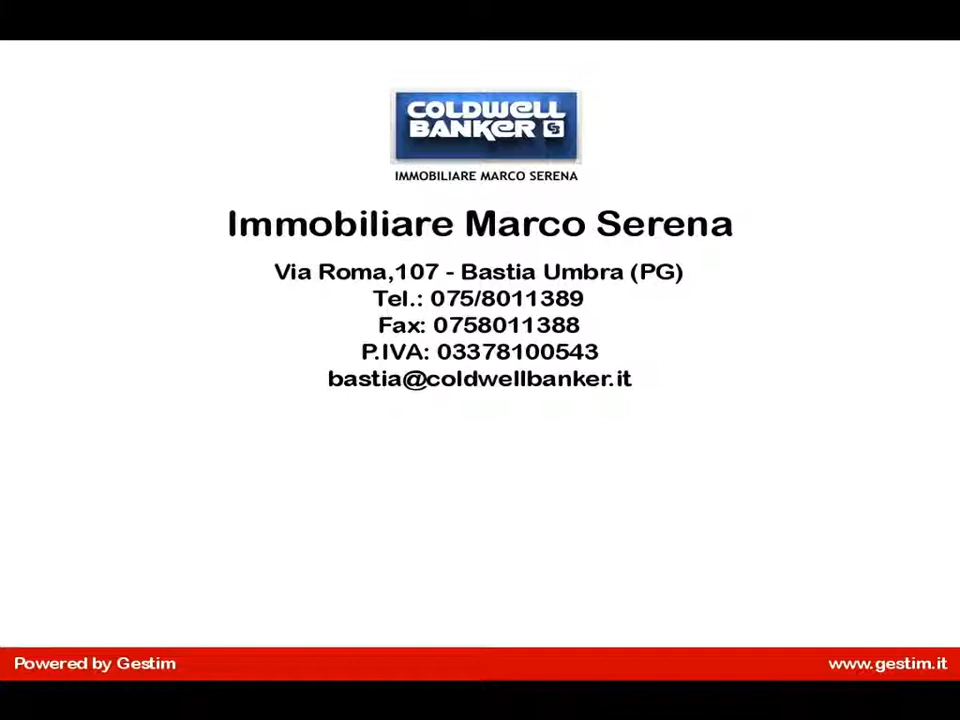 COLDWELL
BANKER CB
IMMOBILIARE MARCO SERENA
Immobiliare Marco Serena
Via Roma,107 - Bastia Umbra (PG)
Tel.: 075/8011389
Fax: 0758011388
P.IVA: 03378100543
bastia@coldwellbanker.it
Powered by Gestim
www.gestim.it